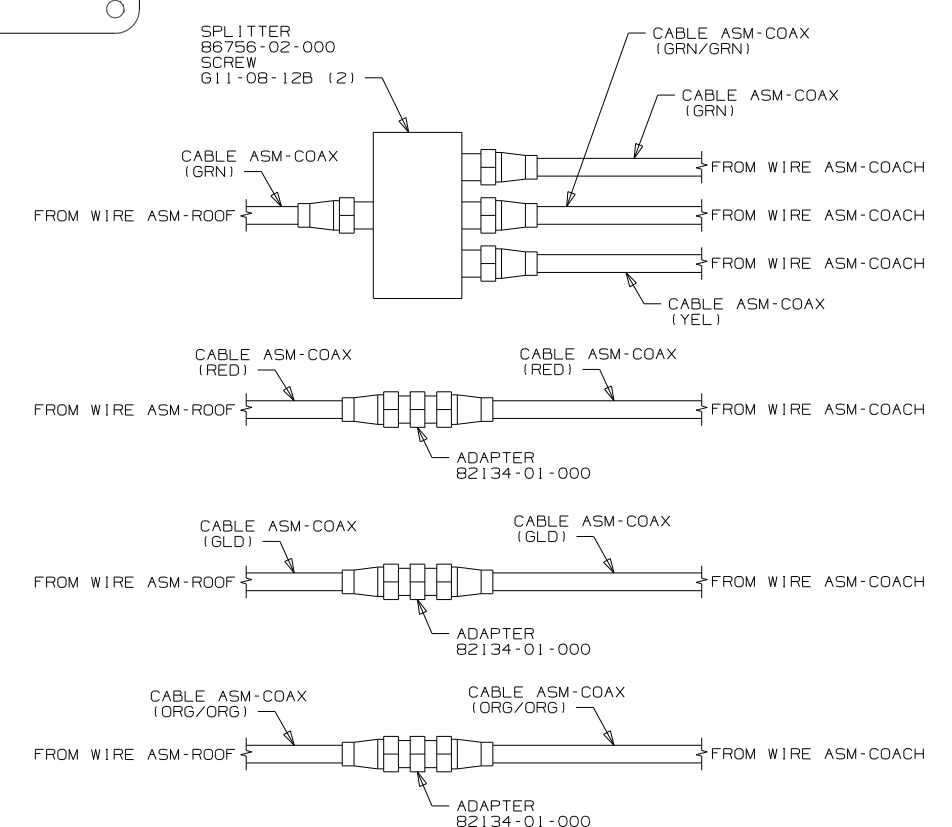 SPLITTER
86756-02-000
SCREW
G11-08-12B (2)
CABLE ASM-COAX
(GRN/GRN)
CABLE ASM-COAX
(GRN)
CABLE ASM-COAX
(GRN)
FROM WIRE ASM-COACH
FROM WIRE ASM-ROOF
FROM WIRE ASM-COACH
FROM WIRE ASM-COACH
CABLE ASM-COAX
(YEL)
CABLE ASM-COAX
(RED)
CABLE ASM-COAX
(RED)
FROM WIRE ASM-ROOF
FROM WIRE ASM-COACH
ADAPTER
82134-01-000
CABLE ASM-COAX
(GLD)
CABLE ASM-COAX
(GLD)
FROM WIRE ASM-ROOF
FROM WIRE ASM-COACH
ADAPTER
82134-01-000
CABLE ASM-COAX
(ORG/ORG)
CABLE ASM-COAX
(ORG/ORG)
FROM WIRE ASM-ROOF
FROM WIRE ASM-COACH
ADAPTER
82134-01-000